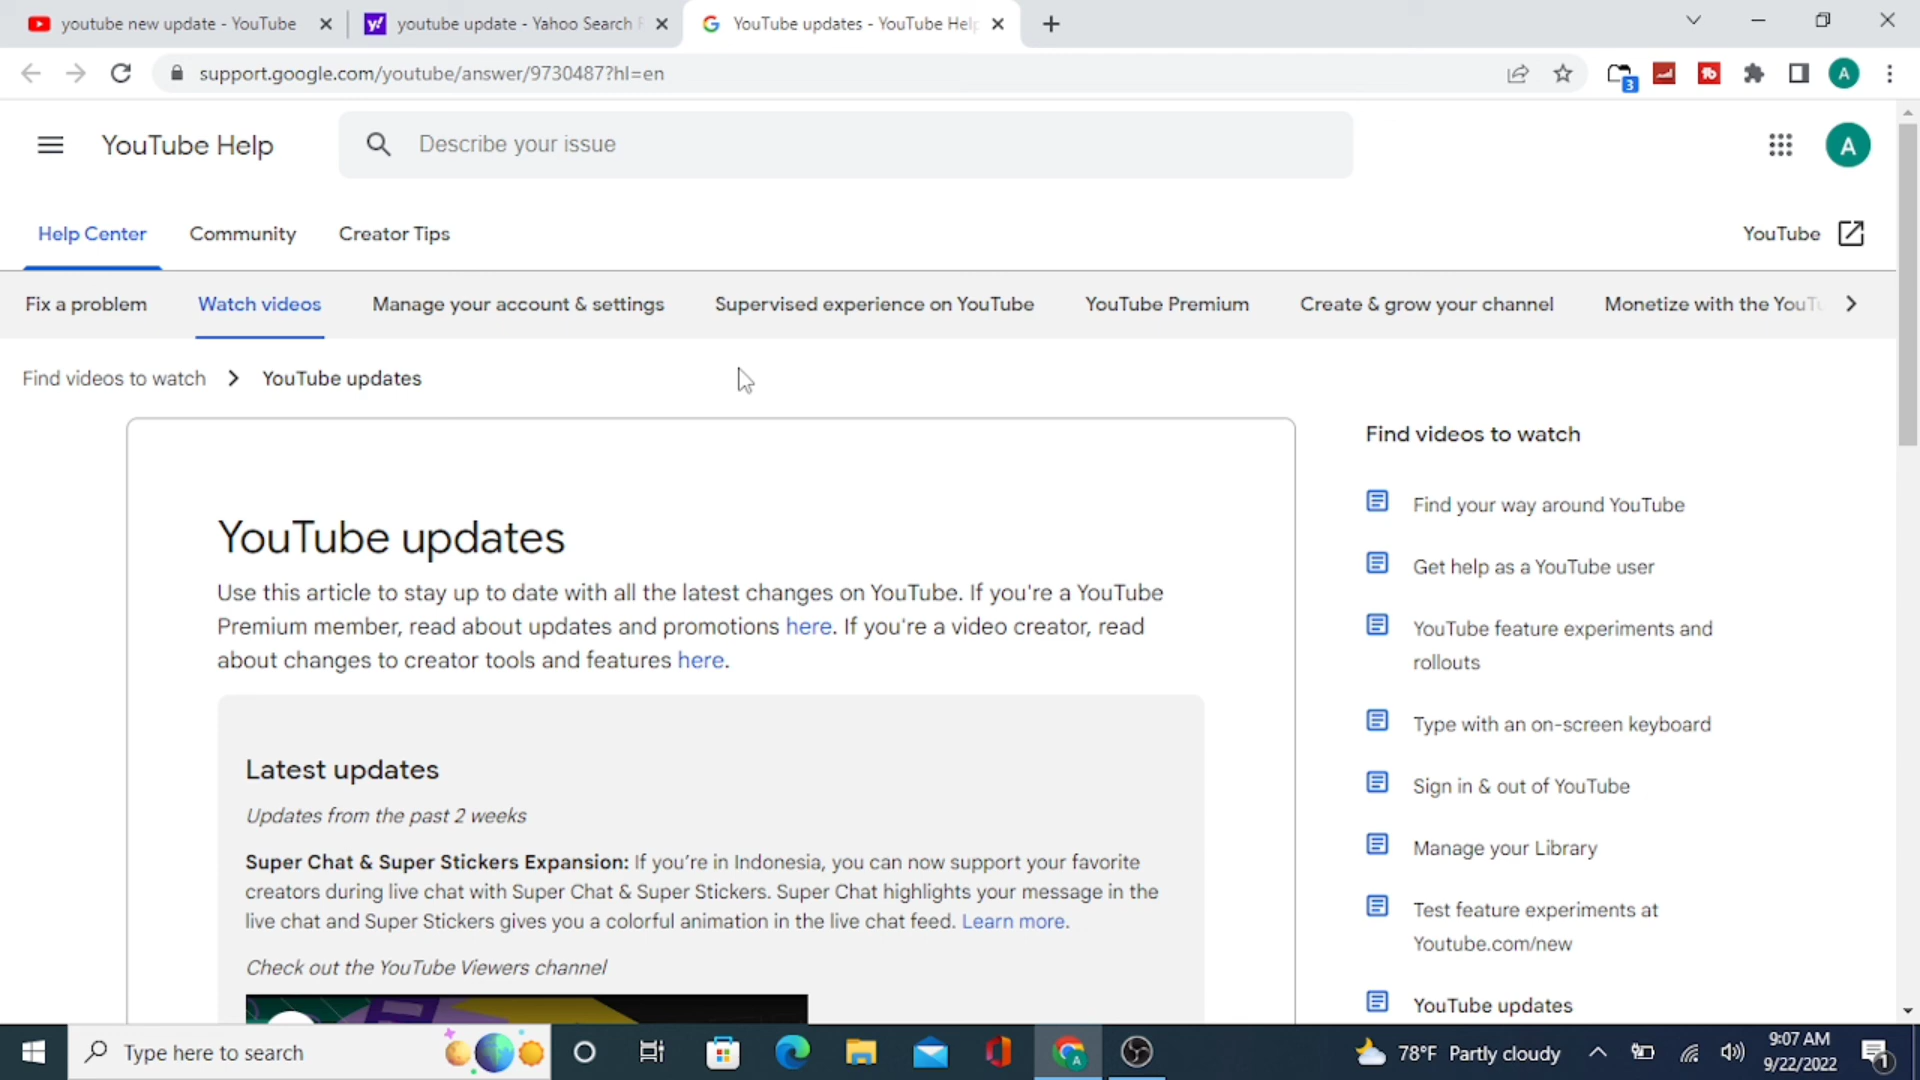 youtube new update - YouTube
youtube update - Yahoo Search
YouTube updates - YouTube Help
support.google.com/youtube/answer/9730487?hl=en
3
A
YouTube Help
Describe your issue
A
Help Center
Community
Creator Tips
YouTube
Fix a problem
Watch videos
Manage your account & settings
Supervised experience on YouTube
YouTube Premium
Create & grow your channel
Monetize with the YouTu
Find videos to watch
YouTube updates
YouTube updates
Use this article to stay up to date with all the latest changes on YouTube. If you're a YouTube
Premium member, read about updates and promotions here. If you're a video creator, read
about changes to creator tools and features here.
Latest updates
Updates from the past 2 weeks
Super Chat & Super Stickers Expansion: If you're in Indonesia, you can now support your favorite
creators during live chat with Super Chat & Super Stickers. Super Chat highlights your message in the
live chat and Super Stickers gives you a colorful animation in the live chat feed. Learn more.
Check out the YouTube Viewers channel
Find videos to watch
Find your way around YouTube
Get help as a YouTube user
YouTube feature experiments and
rollouts
Type with an on-screen keyboard
Sign in & out of YouTube
Manage your Library
Test feature experiments at
Youtube.com/new
YouTube updates
Type here to search
78°F Partly cloudy
9:07 AM
9/22/2022
1